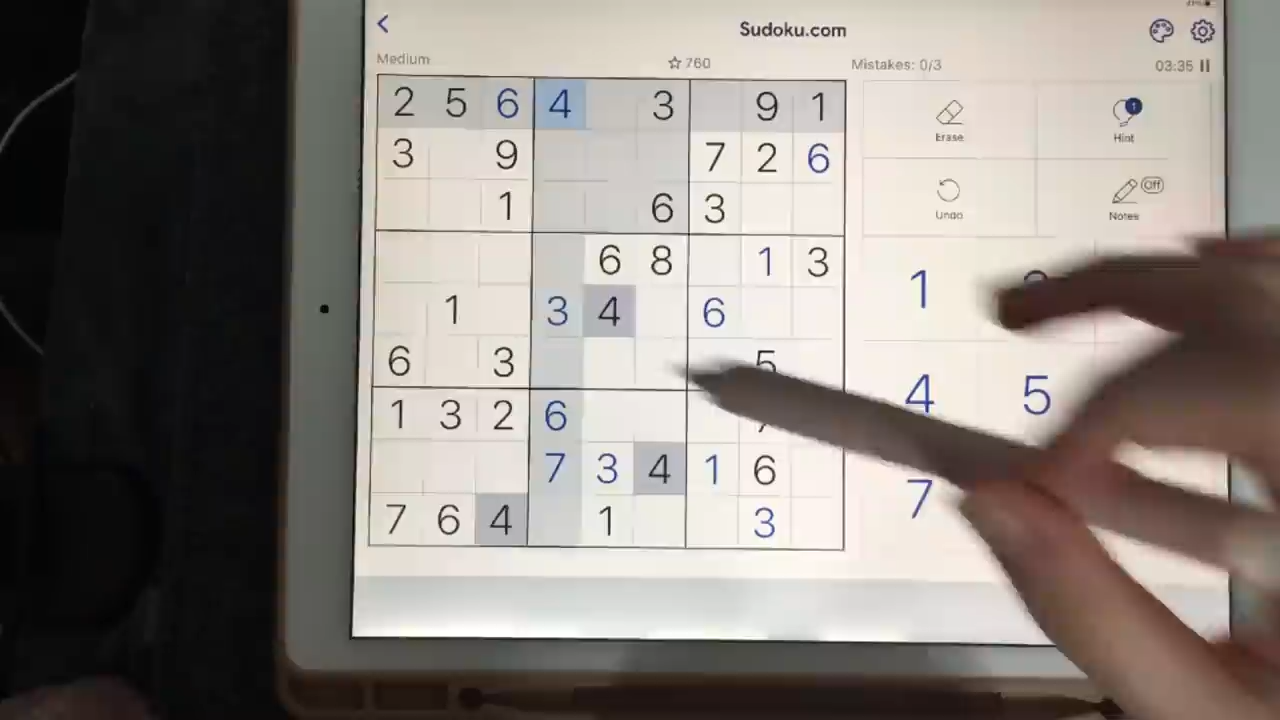 Sudoku.com
Medium ☆ 760 Mistakes: 0/3 03:35
2 5 6 4 3 9 1
3 9 7 2 6
1 6 3
6 8 1 3
1 3 4 6
6 3 5
1 3 2 6
7 3 4 1 6
7 6 4 1 3
Erase
Hint 1
Undo
Notes Off
1
4 5
7